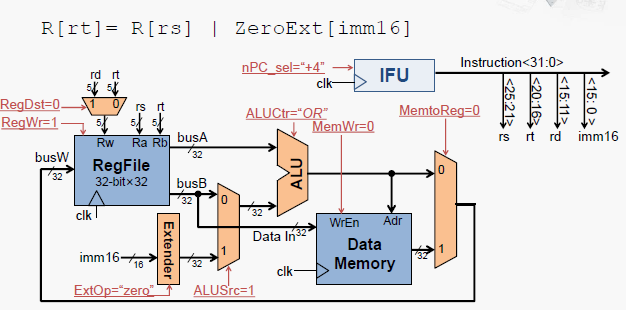 R[rt]= R[rs] | ZeroExt[imm16]
nPC_sel="+4"
clk
IFU
Instruction<31:0>
<25:21>
<20:16>
<15:11>
<15: 0 >
rs rt rd imm16
rd rt
5 5
RegDst=0
1 0
rs rt
RegWr=1
5 5 5
Rw Ra Rb
RegFile
32-bit×32
busW
32
clk
busA
32
busB
32
ALUCtr="OR"
MemWr=0
MemtoReg=0
ALU
0
32
1
0
WrEn Adr
Data In
32
Data
Memory
clk
32
1
Extender
imm16
16
32
ExtOp="zero"
ALUSrc=1